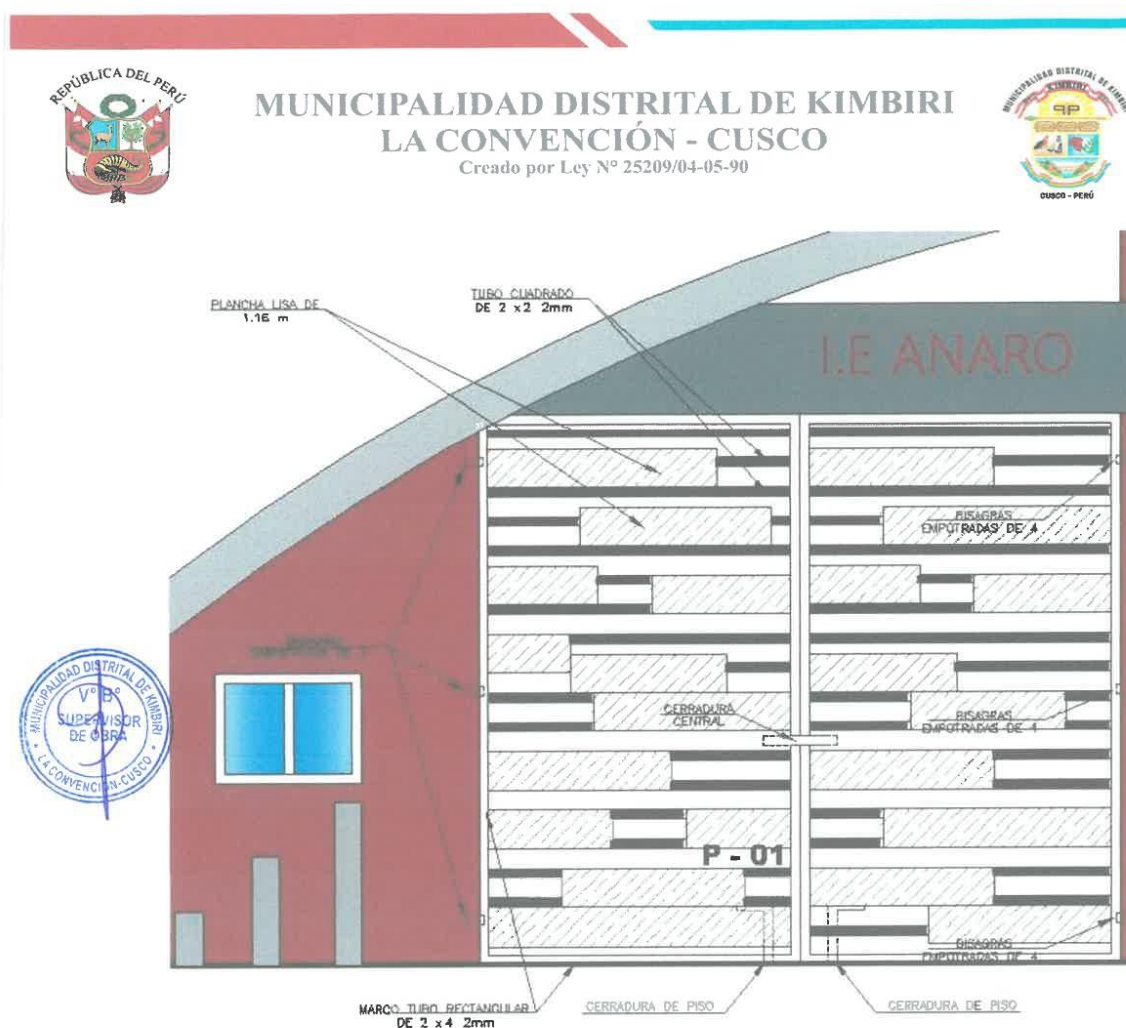 REPÚBLICA DEL PERÚ
MUNICIPALIDAD DISTRITAL DE KIMBIRI
LA CONVENCIÓN - CUSCO
Creado por Ley N° 25209/04-05-90
MUNICIPALIDAD DISTRITAL DE KIMBIRI
KIMBIRI
CUSCO - PERÚ
PLANCHA LISA DE
1.16 m
TUBO CUADRADO
DE 2 x2 2mm
I.E ANARO
BISAGRAS
EMPOTRADAS DE 4
MUNICIPALIDAD DISTRITAL DE KIMBIRI
V° B°
SUPERVISOR
DE OBRA
LA CONVENCIÓN-CUSCO
CERRADURA
CENTRAL
BISAGRAS
EMPOTRADAS DE 4
P - 01
BISAGRAS
EMPOTRADAS DE 4
MARCO TUBO RECTANGULAR
DE 2 x4 2mm
CERRADURA DE PISO
CERRADURA DE PISO